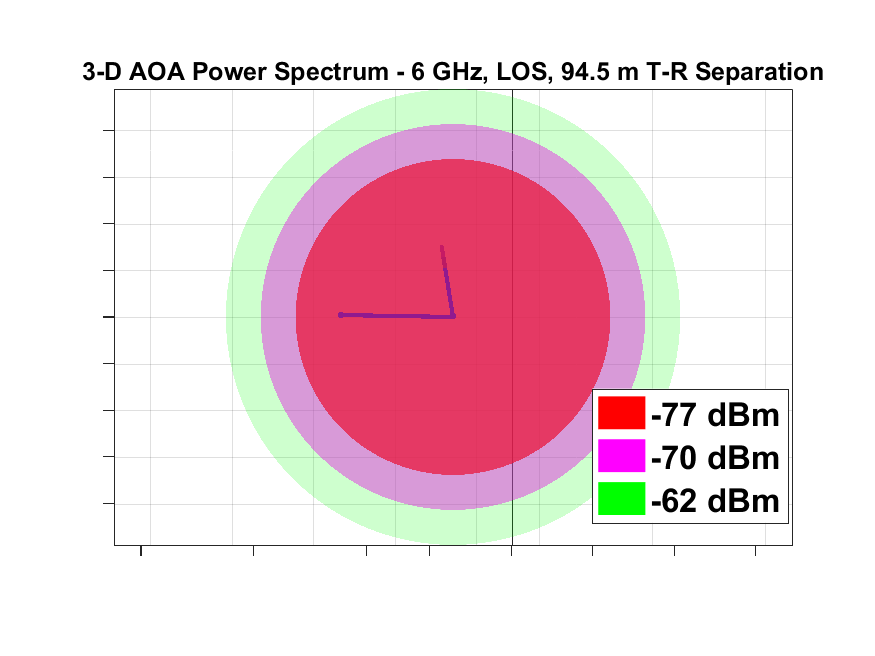 3-D AOA Power Spectrum - 6 GHz, LOS, 94.5 m T-R Separation
-77 dBm
-70 dBm
-62 dBm